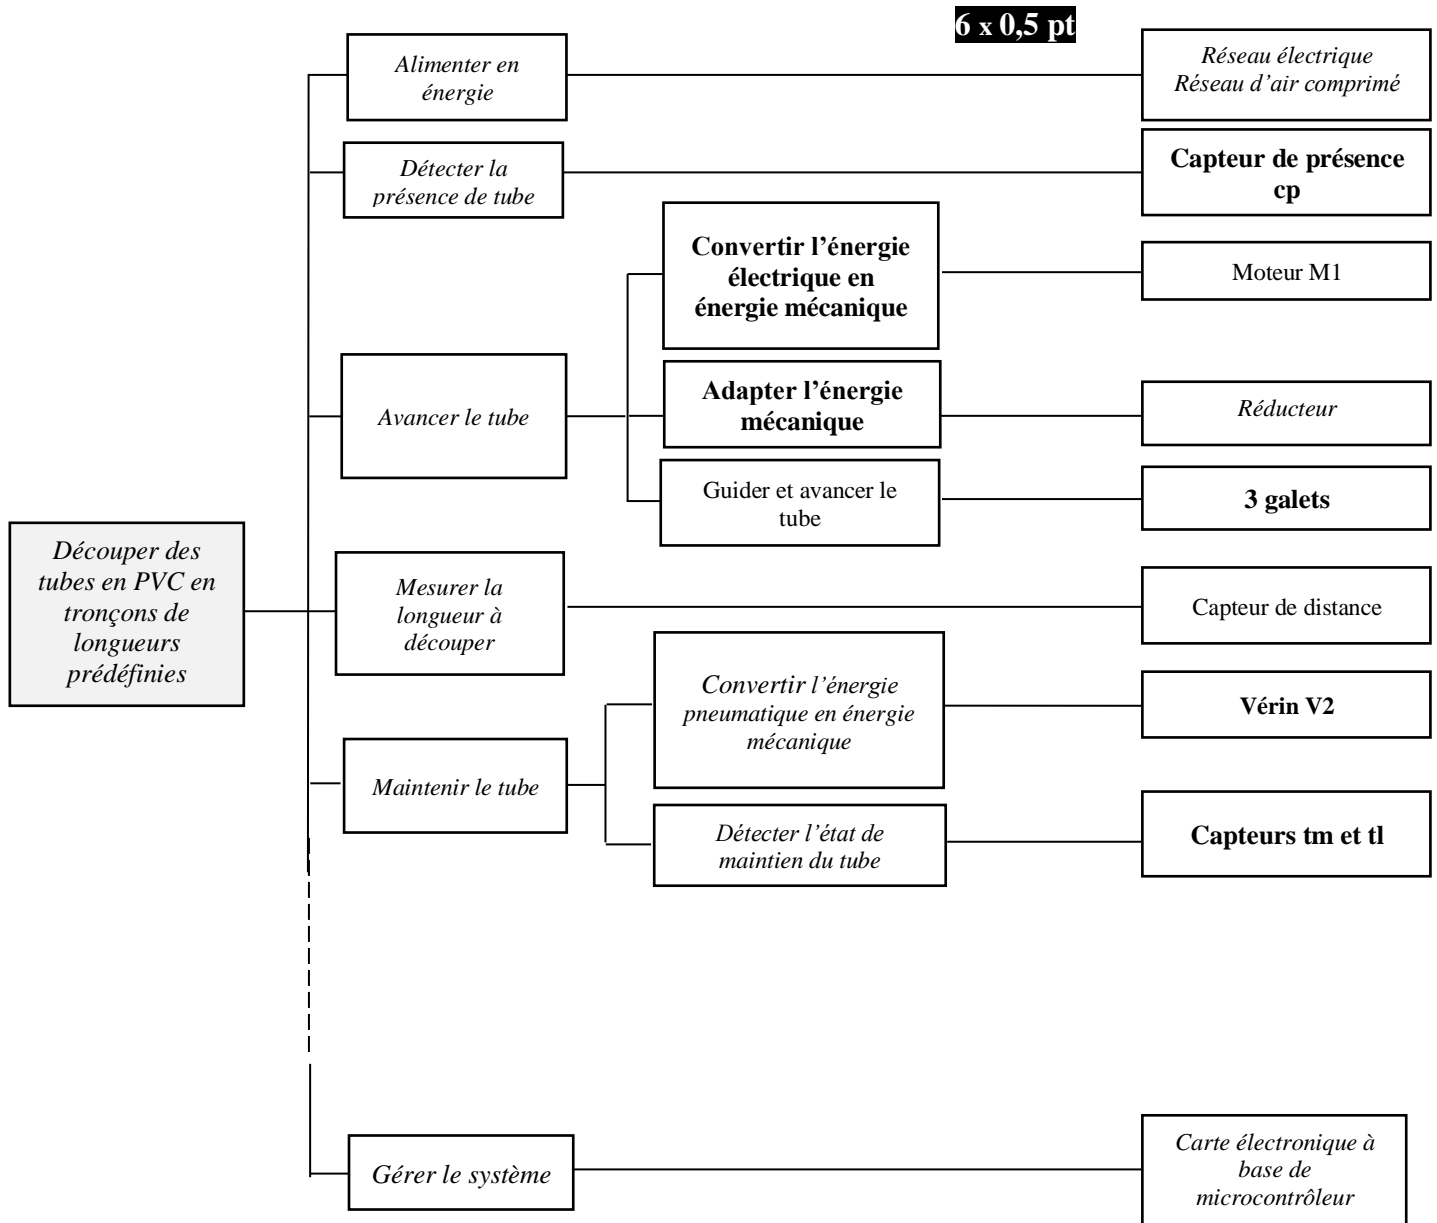 6 x 0,5 pt
Alimenter en
énergie
Réseau électrique
Réseau d'air comprimé
Détecter la
présence de tube
Capteur de présence
cp
Convertir l'énergie
électrique en
énergie mécanique
Moteur M1
Avancer le tube
Adapter l'énergie
mécanique
Réducteur
Guider et avancer le
tube
3 galets
Découper des
tubes en PVC en
tronçons de
longueurs
prédéfinies
Mesurer la
longueur à
découper
Capteur de distance
Convertir l'énergie
pneumatique en énergie
mécanique
Vérin V2
Maintenir le tube
Détecter l'état de
maintien du tube
Capteurs tm et tl
Gérer le système
Carte électronique à
base de
microcontrôleur